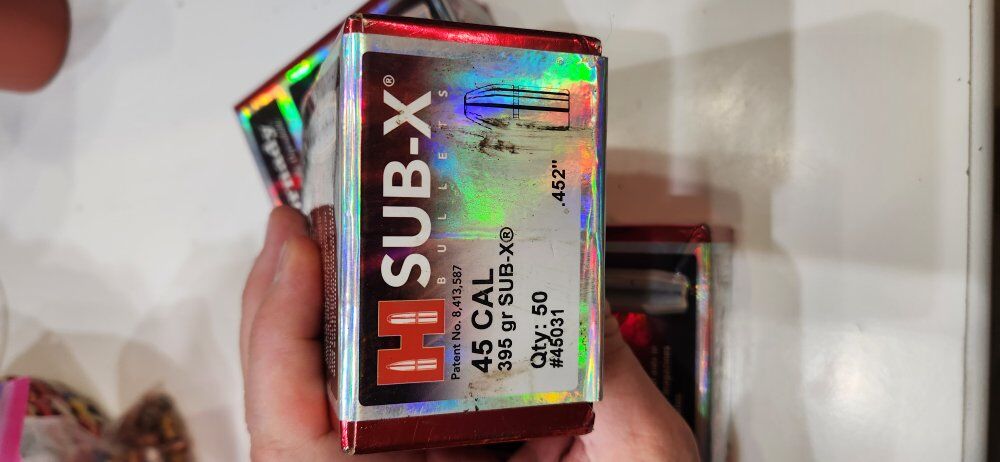 H SUB-X®
BULLETS
Patent No. 8,413,587
45 CAL
395 gr SUB-X®
.452"
Qty: 50
#45031